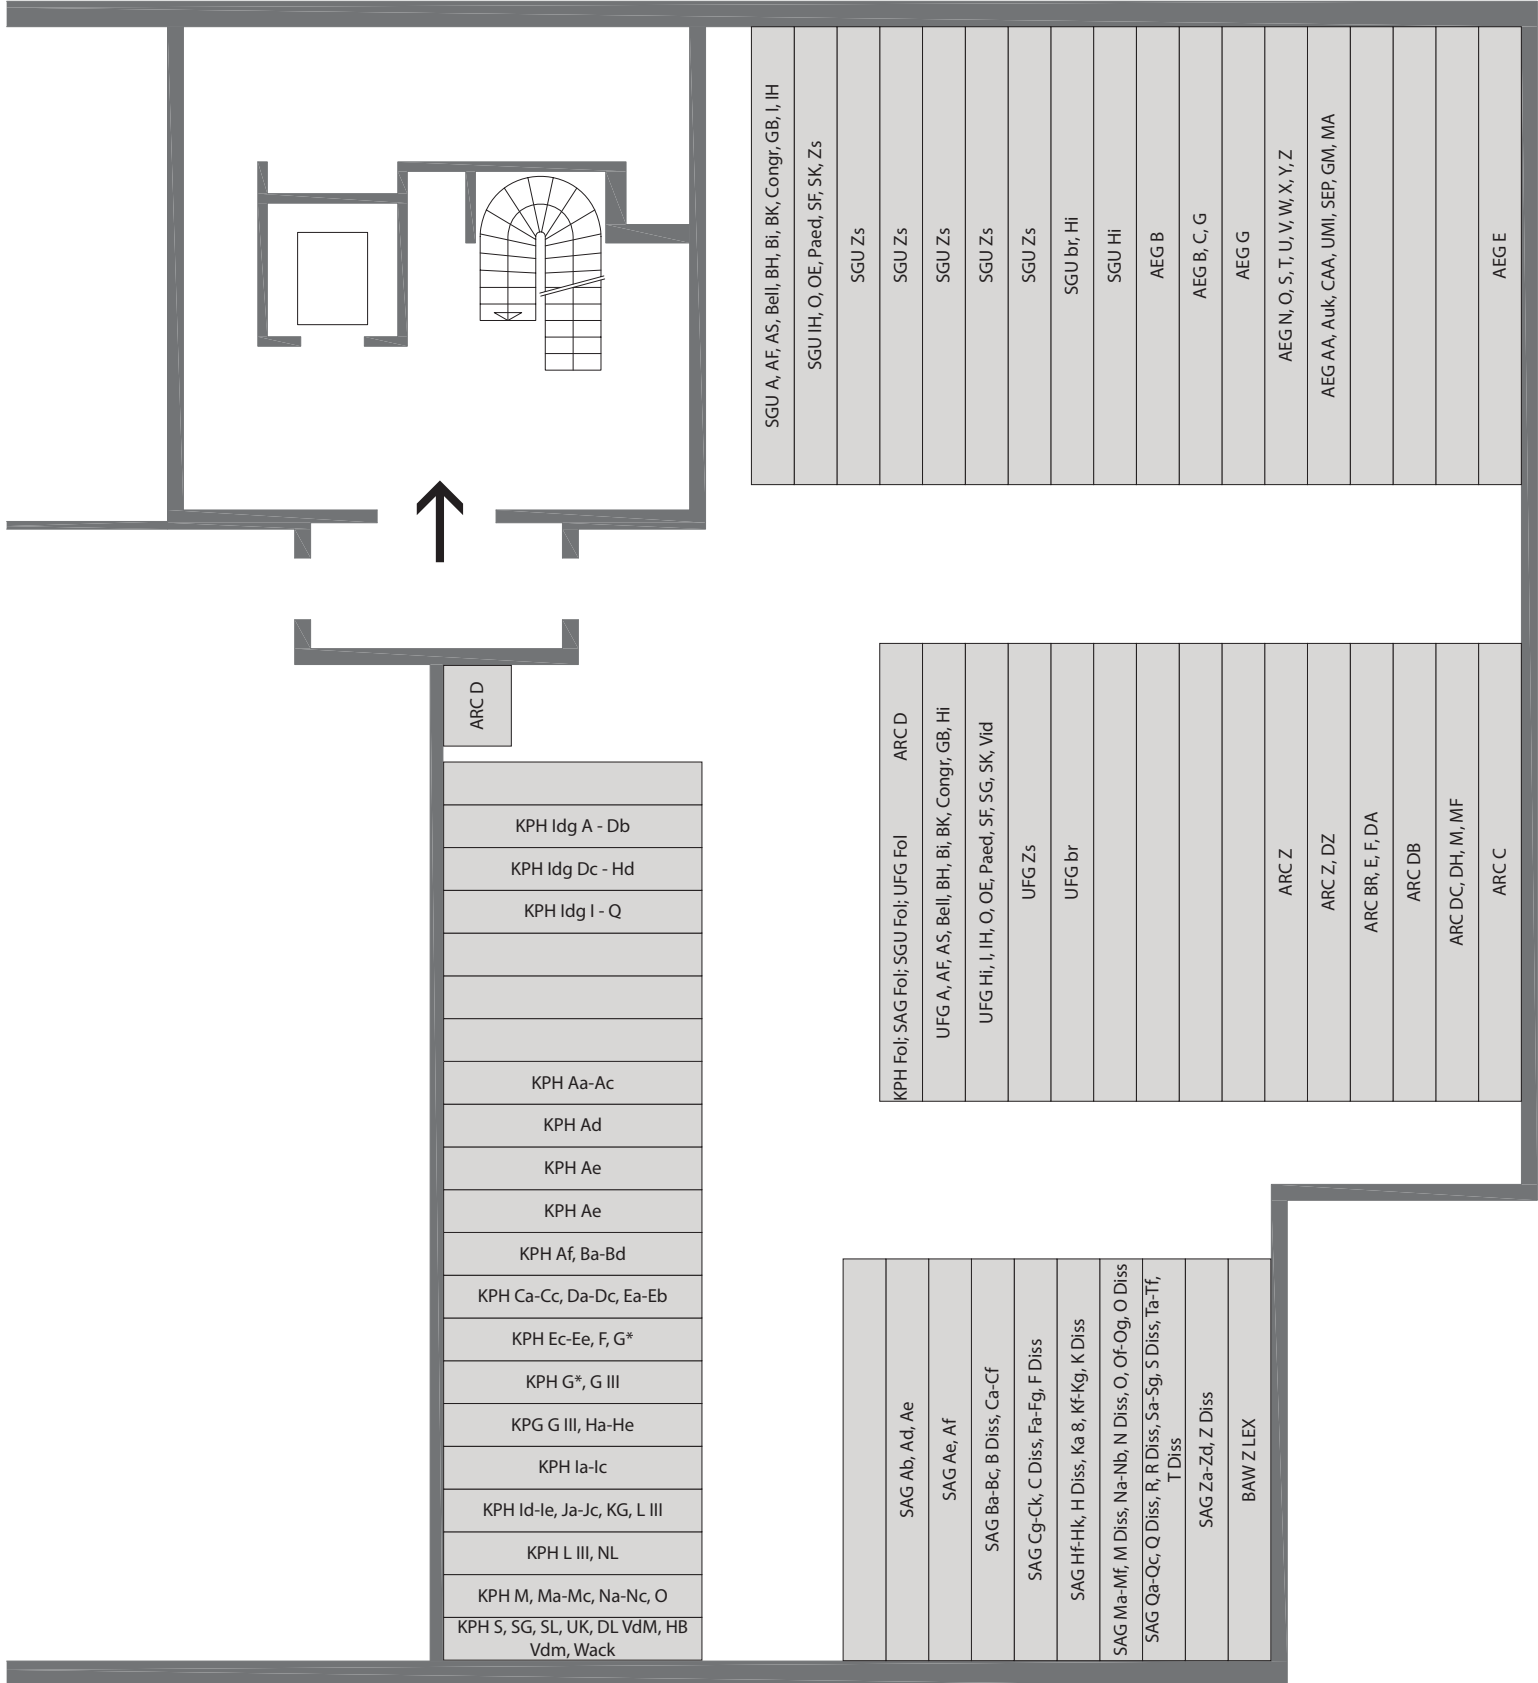 SGU A, AF, AS, Bell, BH, Bi, BK, Congr, GB, I, IH
SGU IH, O, OE, Paed, SF, SK, Zs
SGU Zs
SGU Zs
SGU Zs
SGU Zs
SGU Zs
SGU br, Hi
SGU Hi
AEG B
AEG B, C, G
AEG G
AEG N, O, S, T, U, V, W, X, Y, Z
AEG AA, Auk, CAA, UMI, SEP, GM, MA
AEG E
ARC D
KPH Fol; SAG Fol; SGU Fol; UFG Fol ARC D
UFG A, AF, AS, Bell, BH, Bi, BK, Congr, GB, Hi
UFG Hi, I, IH, O, OE, Paed, SF, SG, SK, Vid
UFG Zs
UFG br
ARC Z
ARC Z, DZ
ARC BR, E, F, DA
ARC DB
ARC DC, DH, M, MF
ARC C
KPH Idg A - Db
KPH Idg Dc - Hd
KPH Idg I - Q
KPH Aa-Ac
KPH Ad
KPH Ae
KPH Ae
KPH Af, Ba-Bd
KPH Ca-Cc, Da-Dc, Ea-Eb
KPH Ec-Ee, F, G*
KPH G*, G III
KPG G III, Ha-He
KPH Ia-Ic
KPH Id-Ie, Ja-Jc, KG, L III
KPH L III, NL
KPH M, Ma-Mc, Na-Nc, O
KPH S, SG, SL, UK, DL VdM, HB
Vdm, Wack
SAG Ab, Ad, Ae
SAG Ae, Af
SAG Ba-Bc, B Diss, Ca-Cf
SAG Cg-Ck, C Diss, Fa-Fg, F Diss
SAG Hf-Hk, H Diss, Ka 8, Kf-Kg, K Diss
SAG Ma-Mf, M Diss, Na-Nb, N Diss, O, Of-Og, O Diss
SAG Qa-Qc, Q Diss, R, R Diss, Sa-Sg, S Diss, Ta-Tf,
T Diss
SAG Za-Zd, Z Diss
BAW Z LEX